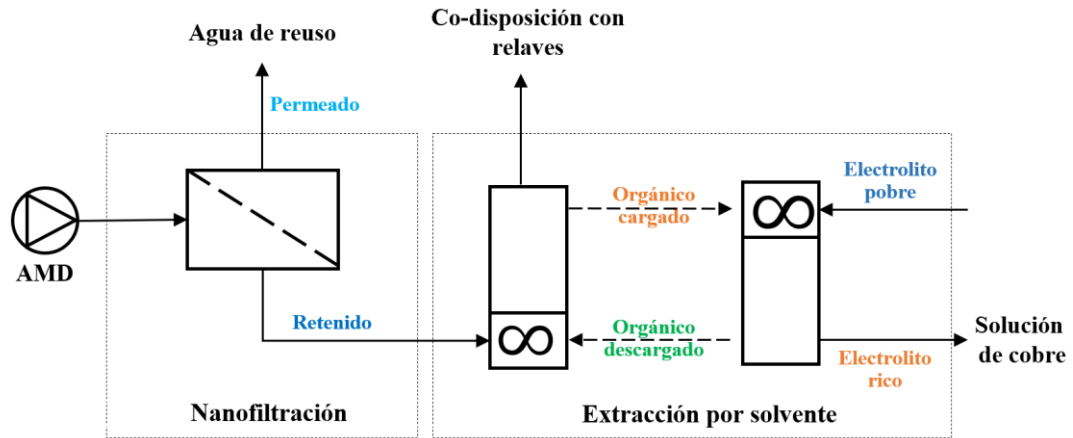 Agua de reuso
Co-disposición con
relaves
Permeado
AMD
Retenido
Orgánico
cargado
Electrolito
pobre
Orgánico
descargado
Electrolito
rico
Solución
de cobre
Nanofiltración
Extracción por solvente